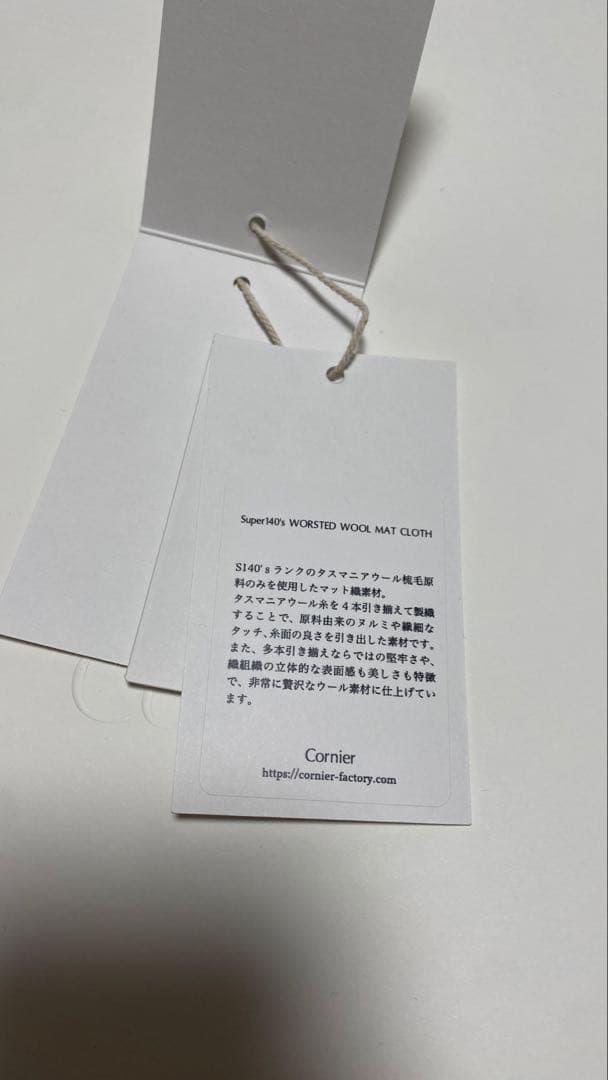 Super140's WORSTED WOOL MAT CLOTH
S140's ランクのタスマニアウール梳毛原
料のみを使用したマット織素材。
タスマニアウール糸を4本引き揃えて製織
することで、原料由来のヌルミや繊細な
タッチ、糸面の良さを引き出した素材です。
また、多本引き揃えならではの堅牢さや、
織組織の立体的な表面感も美しさも特徴
で、非常に贅沢なウール素材に仕上げてい
ます。
Cornier
https://cornier-factory.com